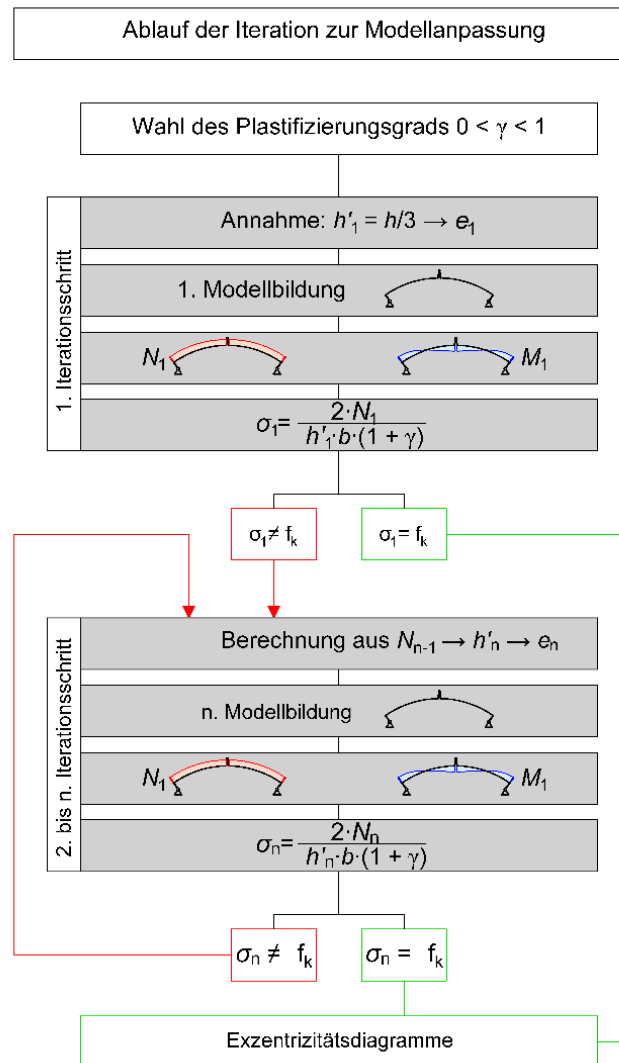 Ablauf der Iteration zur Modellanpassung
Wahl des Plastifizierungsgrads 0 < γ < 1
1. Iterationsschritt
Annahme: h'₁ = h/3 → e₁
1. Modellbildung
N₁ M₁
σ₁= 2·N₁ / h'₁·b·(1 + γ)
σ₁≠ fₖ σ₁= fₖ
2. bis n. Iterationsschritt
Berechnung aus Nₙ₋₁ → h'ₙ → eₙ
n. Modellbildung
N₁ M₁
σₙ= 2·Nₙ / h'ₙ·b·(1 + γ)
σₙ ≠ fₖ σₙ = fₖ
Exzentrizitätsdiagramme